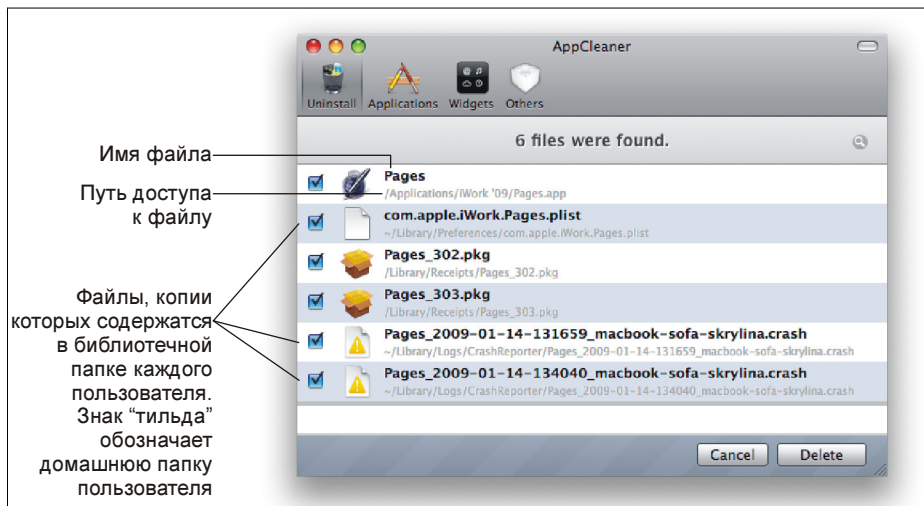 AppCleaner
Uninstall Applications Widgets Others
6 files were found.
Имя файла
Путь доступа
к файлу
Файлы, копии
которых содержатся
в библиотечной
папке каждого
пользователя.
Знак “тильда”
обозначает
домашнюю папку
пользователя
Pages
/Applications/iWork '09/Pages.app
com.apple.iWork.Pages.plist
~/Library/Preferences/com.apple.iWork.Pages.plist
Pages_302.pkg
/Library/Receipts/Pages_302.pkg
Pages_303.pkg
/Library/Receipts/Pages_303.pkg
Pages_2009-01-14-131659_macbook-sofa-skrylina.crash
~/Library/Logs/CrashReporter/Pages_2009-01-14-131659_macbook-sofa-skrylina.crash
Pages_2009-01-14-134040_macbook-sofa-skrylina.crash
~/Library/Logs/CrashReporter/Pages_2009-01-14-134040_macbook-sofa-skrylina.crash
Cancel Delete